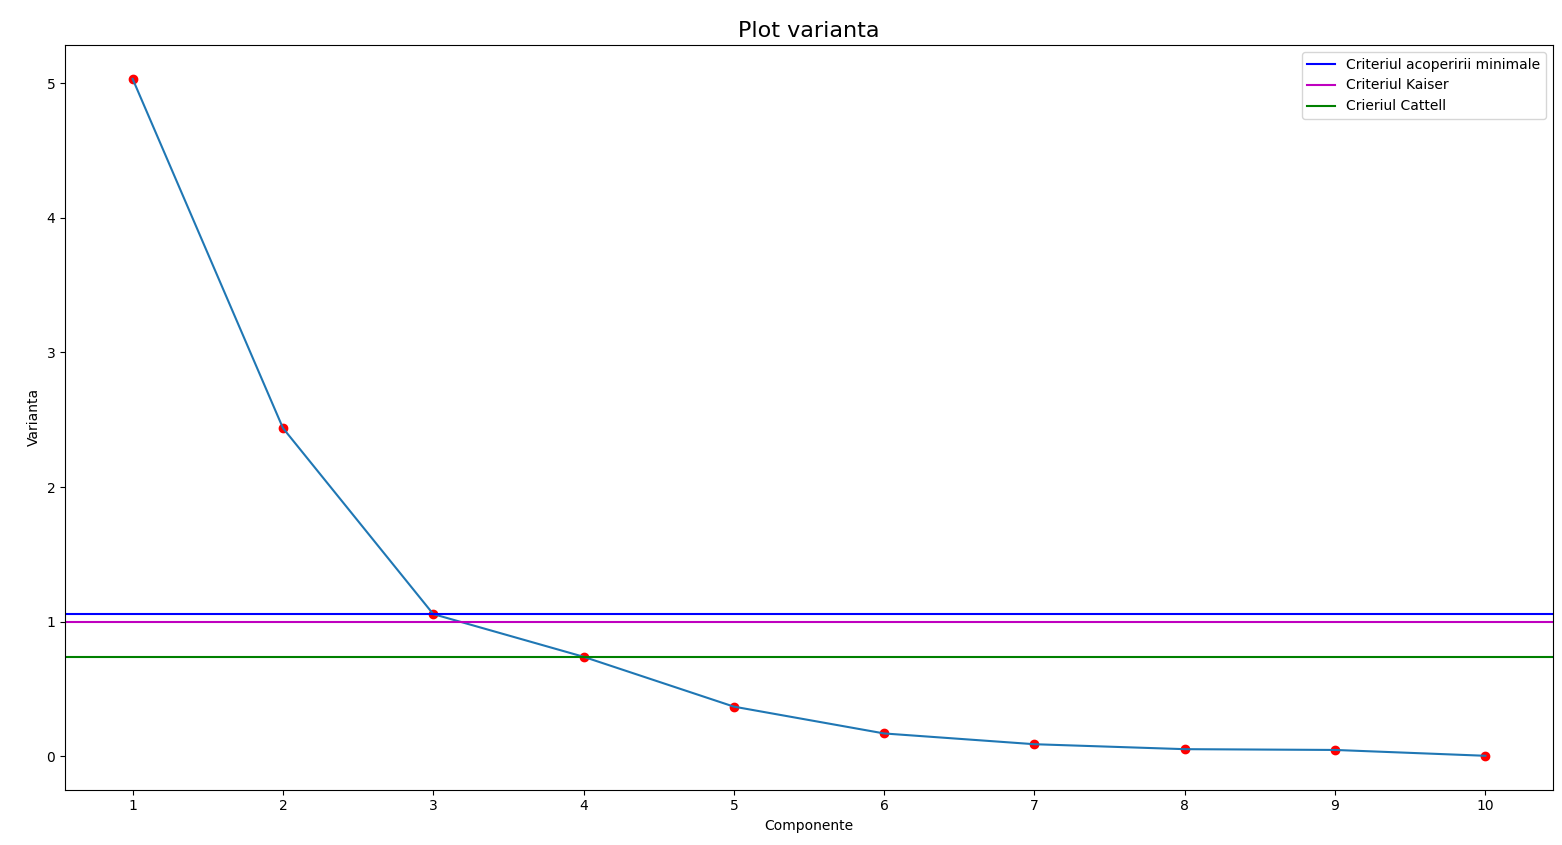 Plot varianta
Criteriul acoperirii minimale
Criteriul Kaiser
Crieriul Cattell
Varianta
5
4
3
2
1
0
1 2 3 4 5 6 7 8 9 10
Componente